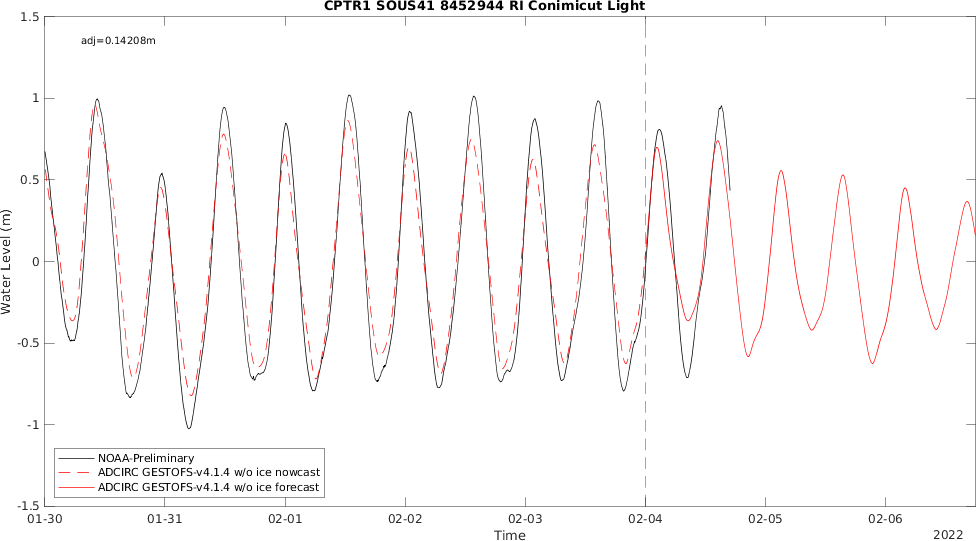 CPTR1 SOUS41 8452944 RI Conimicut Light
1.5
adj=0.14208m
1
0.5
0
-0.5
-1
-1.5
Water Level (m)
NOAA-Preliminary
ADCIRC GESTOFS-v4.1.4 w/o ice nowcast
ADCIRC GESTOFS-v4.1.4 w/o ice forecast
01-30 01-31 02-01 02-02 02-03 02-04 02-05 02-06
Time
2022